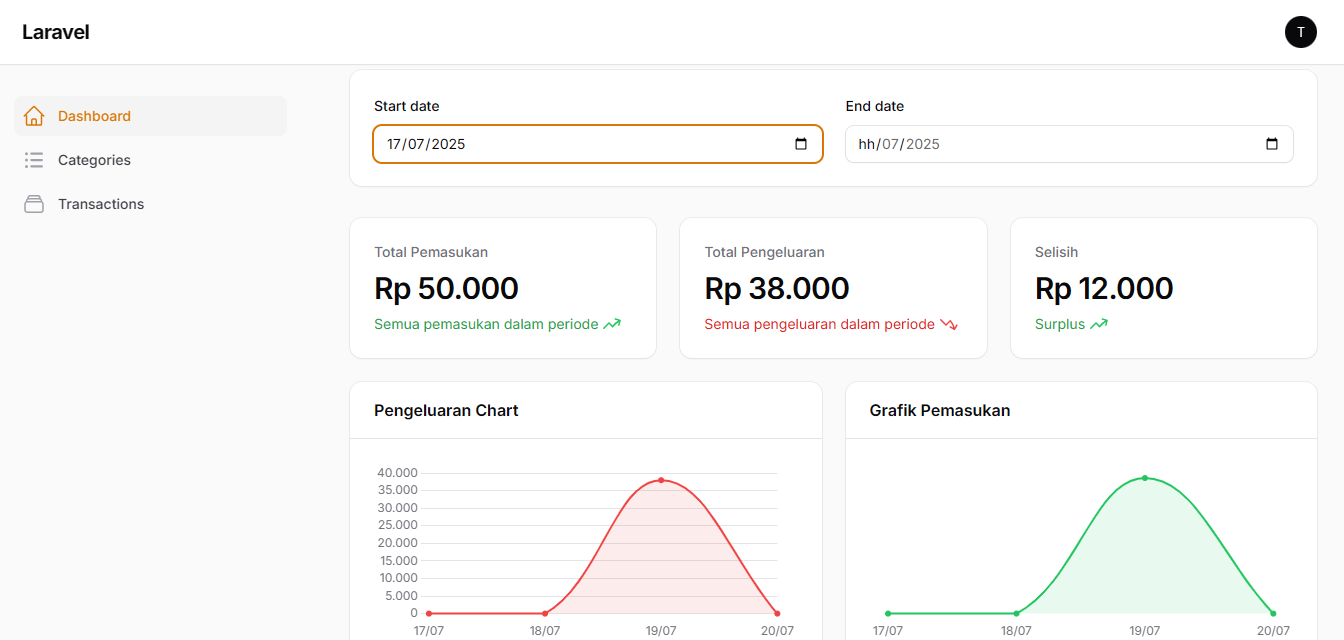 Laravel
T
Dashboard
Categories
Transactions
Start date
End date
17/07/2025
hh/07/2025
Total Pemasukan
Rp 50.000
Semua pemasukan dalam periode
Total Pengeluaran
Rp 38.000
Semua pengeluaran dalam periode
Selisih
Rp 12.000
Surplus
Pengeluaran Chart
40.000
35.000
30.000
25.000
20.000
15.000
10.000
5.000
0
17/07 18/07 19/07 20/07
Grafik Pemasukan
17/07 18/07 19/07 20/07